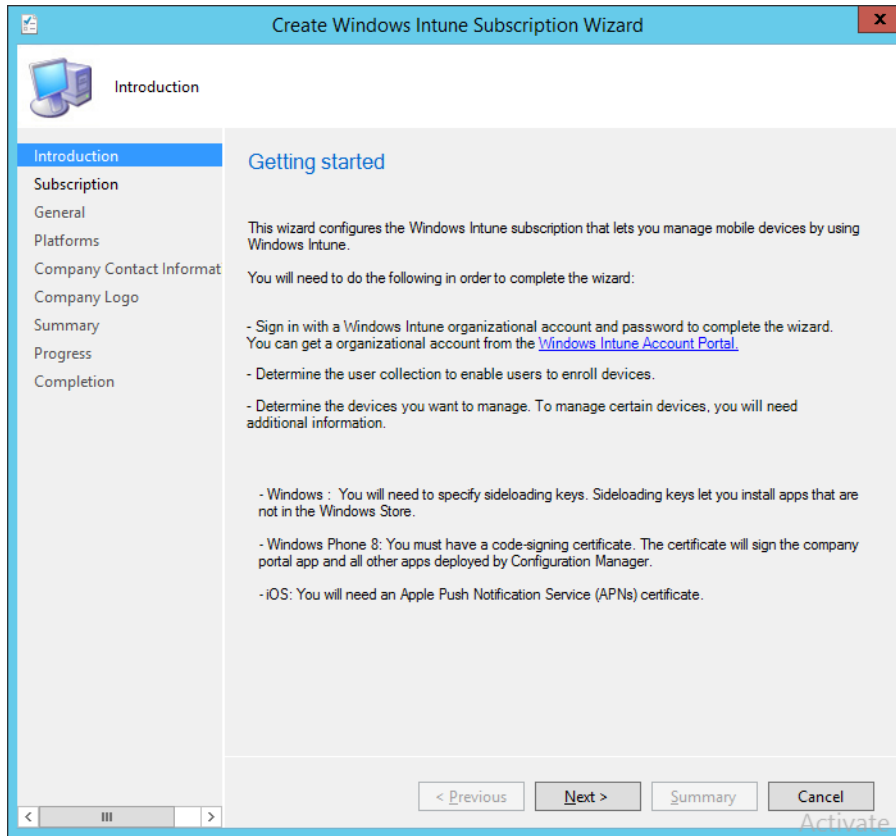 Create Windows Intune Subscription Wizard
x
Introduction
Introduction
Subscription
General
Platforms
Company Contact Informat
Company Logo
Summary
Progress
Completion
Getting started
This wizard configures the Windows Intune subscription that lets you manage mobile devices by using
Windows Intune.
You will need to do the following in order to complete the wizard:
- Sign in with a Windows Intune organizational account and password to complete the wizard.
You can get a organizational account from the Windows Intune Account Portal.
- Determine the user collection to enable users to enroll devices.
- Determine the devices you want to manage. To manage certain devices, you will need
additional information.
- Windows :  You will need to specify sideloading keys. Sideloading keys let you install apps that are
not in the Windows Store.
- Windows Phone 8: You must have a code-signing certificate. The certificate will sign the company
portal app and all other apps deployed by Configuration Manager.
- iOS: You will need an Apple Push Notification Service (APNs) certificate.
< Previous
Next >
Summary
Cancel
Activate